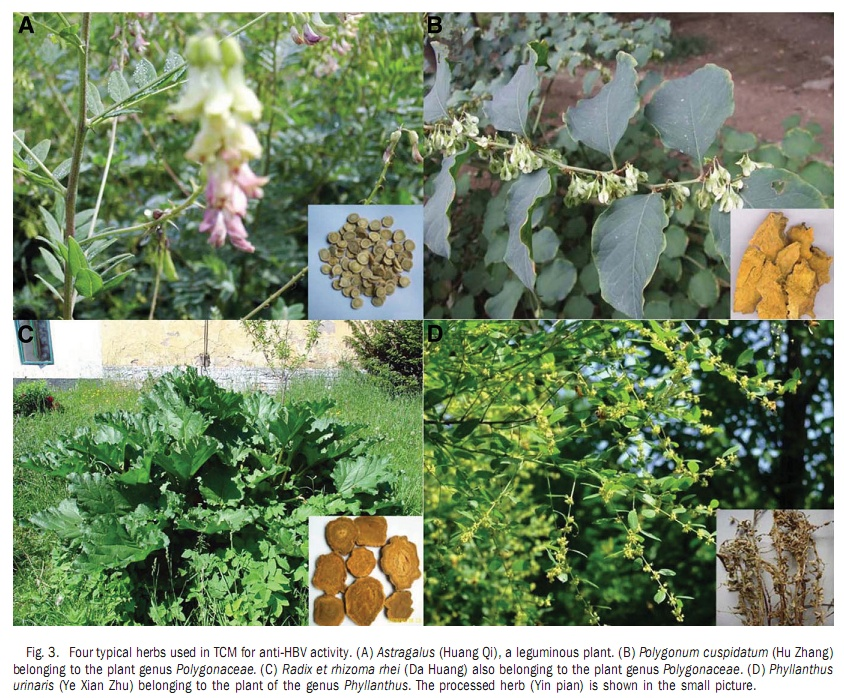 A
B
C
D
Fig. 3. Four typical herbs used in TCM for anti-HBV activity. (A) Astragalus (Huang Qi), a leguminous plant. (B) Polygonum cuspidatum (Hu Zhang)
belonging to the plant genus Polygonaceae. (C) Radix et rhizoma rhei (Da Huang) also belonging to the plant genus Polygonaceae. (D) Phyllanthus
urinaris (Ye Xian Zhu) belonging to the plant of the genus Phyllanthus. The processed herb (Yin pian) is shown in the small picture.